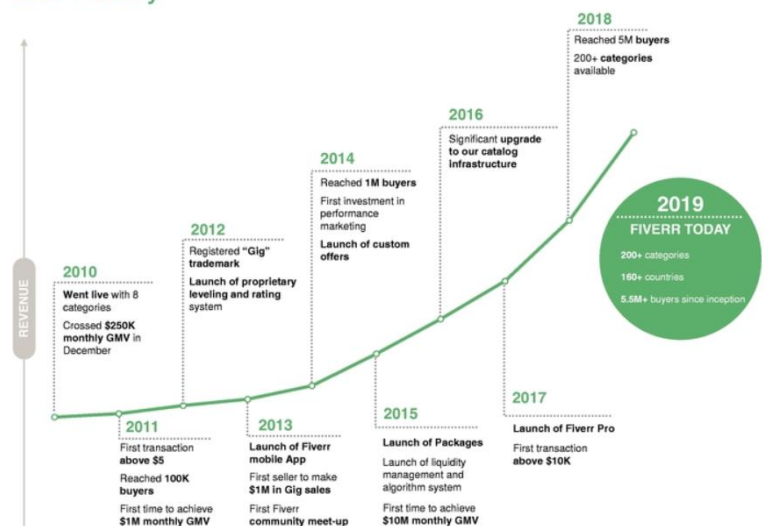 2018
Reached 5M buyers
200+ categories
available
2016
Significant upgrade
to our catalog
infrastructure
2014
Reached 1M buyers
First investment in
performance
marketing
Launch of custom
offers
2019
FIVERR TODAY
200+ categories
160+ countries
5.5M+ buyers since inception
2012
Registered "Gig"
trademark
Launch of proprietary
leveling and rating
system
2010
Went live with 8
categories
Crossed $250K
monthly GMV in
December
REVENUE
2011
First transaction
above $5
Reached 100K
buyers
First time to achieve
$1M monthly GMV
2013
Launch of Fiverr
mobile App
First seller to make
$1M in Gig sales
First Fiverr
community meet-up
2015
Launch of Packages
Launch of liquidity
management and
algorithm system
First time to achieve
$10M monthly GMV
2017
Launch of Fiverr Pro
First transaction
above $10K